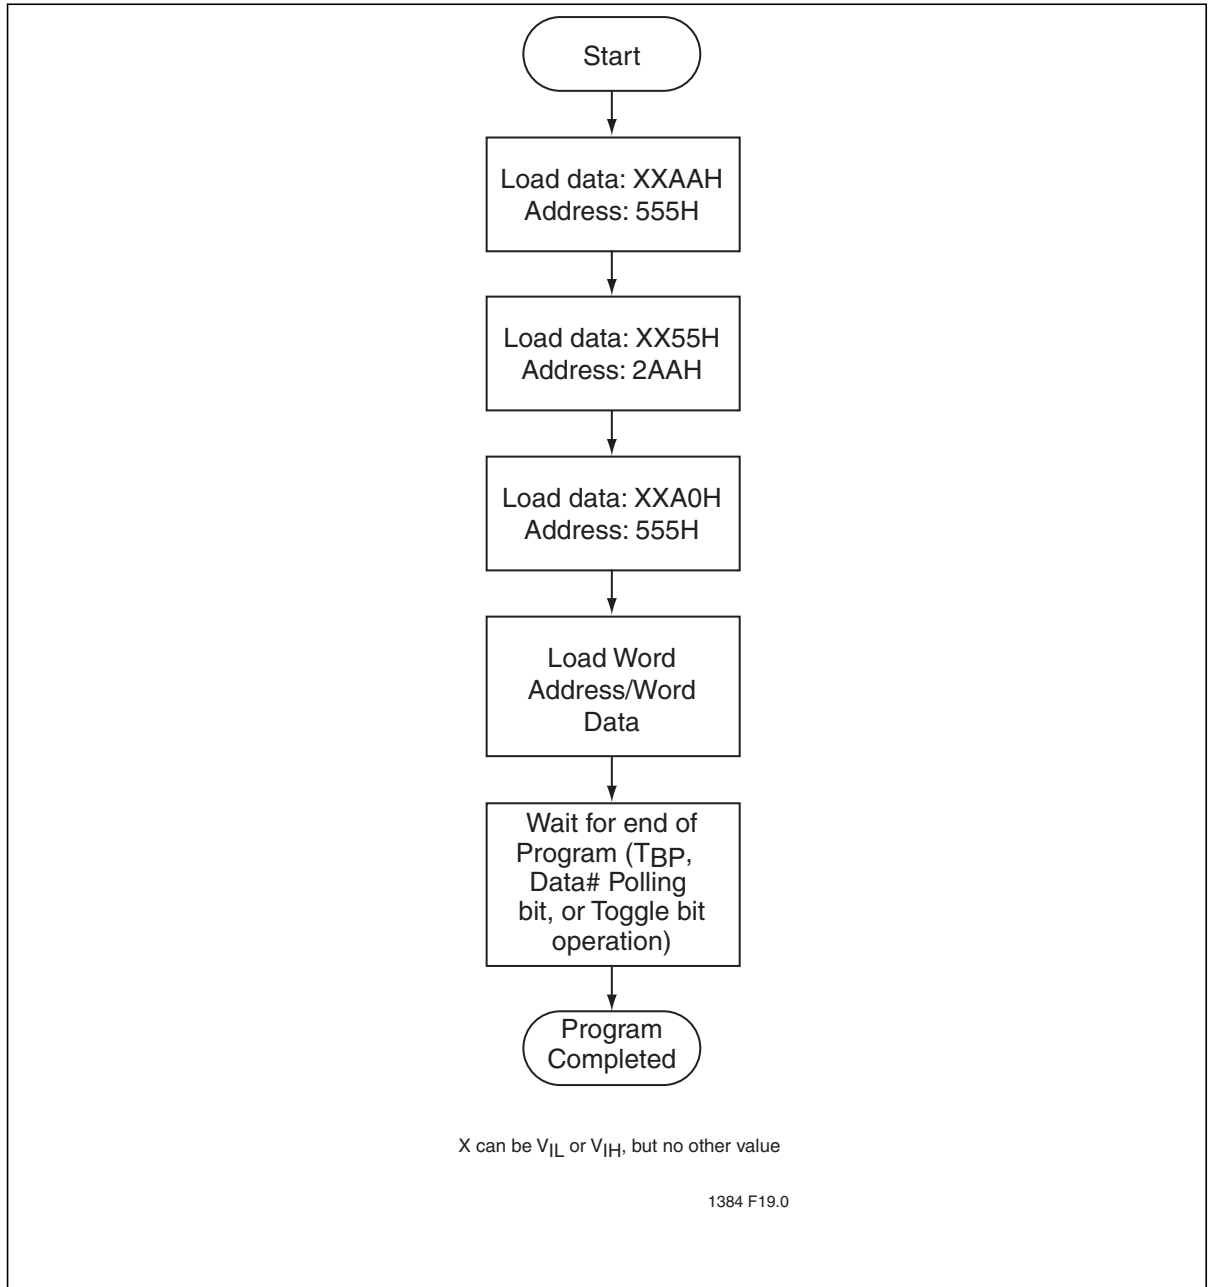 Start
Load data: XXAAH
Address: 555H
Load data: XX55H
Address: 2AAH
Load data: XXA0H
Address: 555H
Load Word
Address/Word
Data
Wait for end of
Program (TBP,
Data# Polling
bit, or Toggle bit
operation)
Program
Completed
X can be VIL or VIH, but no other value
1384 F19.0